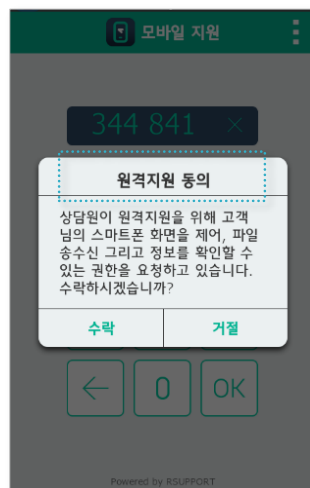 모바일 지원
344 841 ×
원격지원 동의
상담원이 원격지원을 위해 고객
님의 스마트폰 화면을 제어, 파일
송수신 그리고 정보를 확인할 수
있는 권한을 요청하고 있습니다.
수락하시겠습니까?
수락 거절
← 0 OK
Powered by RSUPPORT